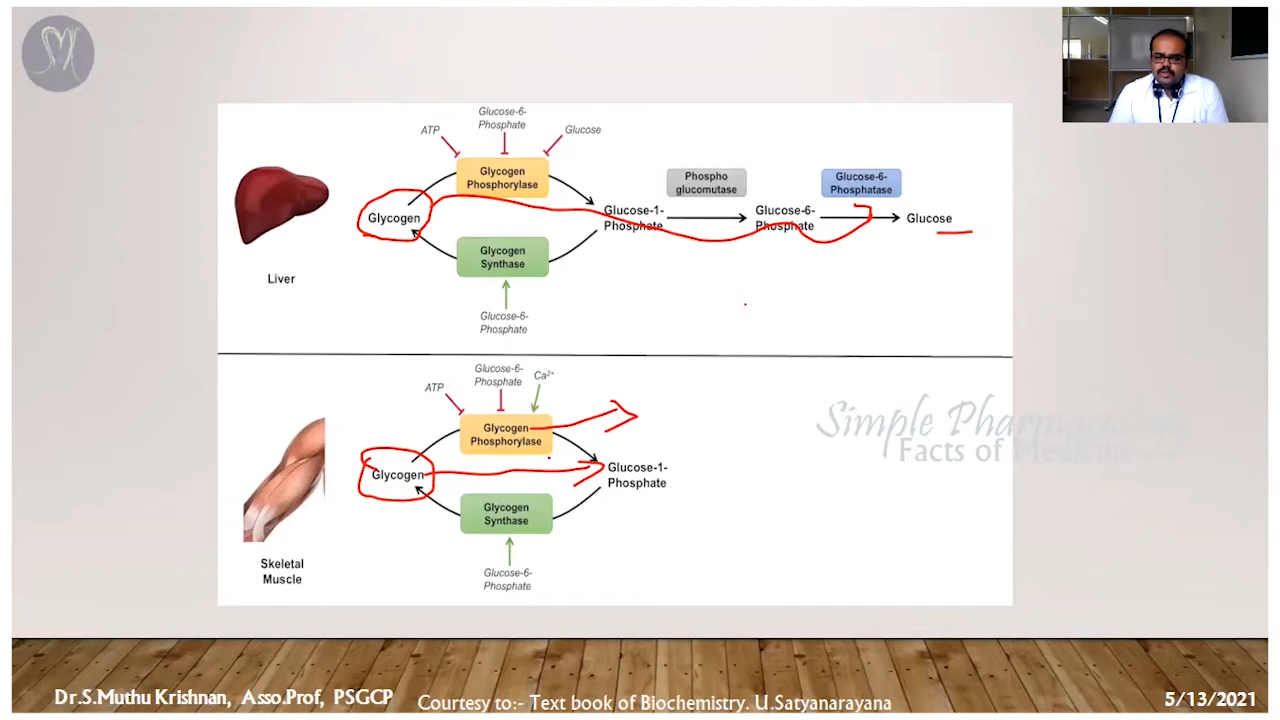 Glucose-6-
Phosphate
ATP
Glucose
Glycogen
Phosphorylase
Phospho
glucomutase
Glucose-6-
Phosphatase
Glycogen
Glucose-1-
Phosphate
Glucose-6-
Phosphate
Glucose
Glycogen
Synthase
Liver
Glucose-6-
Phosphate
Glucose-6-
Phosphate
Ca²⁺
ATP
Glycogen
Phosphorylase
Glycogen
Glucose-1-
Phosphate
Glycogen
Synthase
Skeletal
Muscle
Glucose-6-
Phosphate
Simple
Facts of Medicine
Dr.S.Muthu Krishnan, Asso.Prof, PSGCP
Courtesy to:- Text book of Biochemistry. U.Satyanarayana
5/13/2021